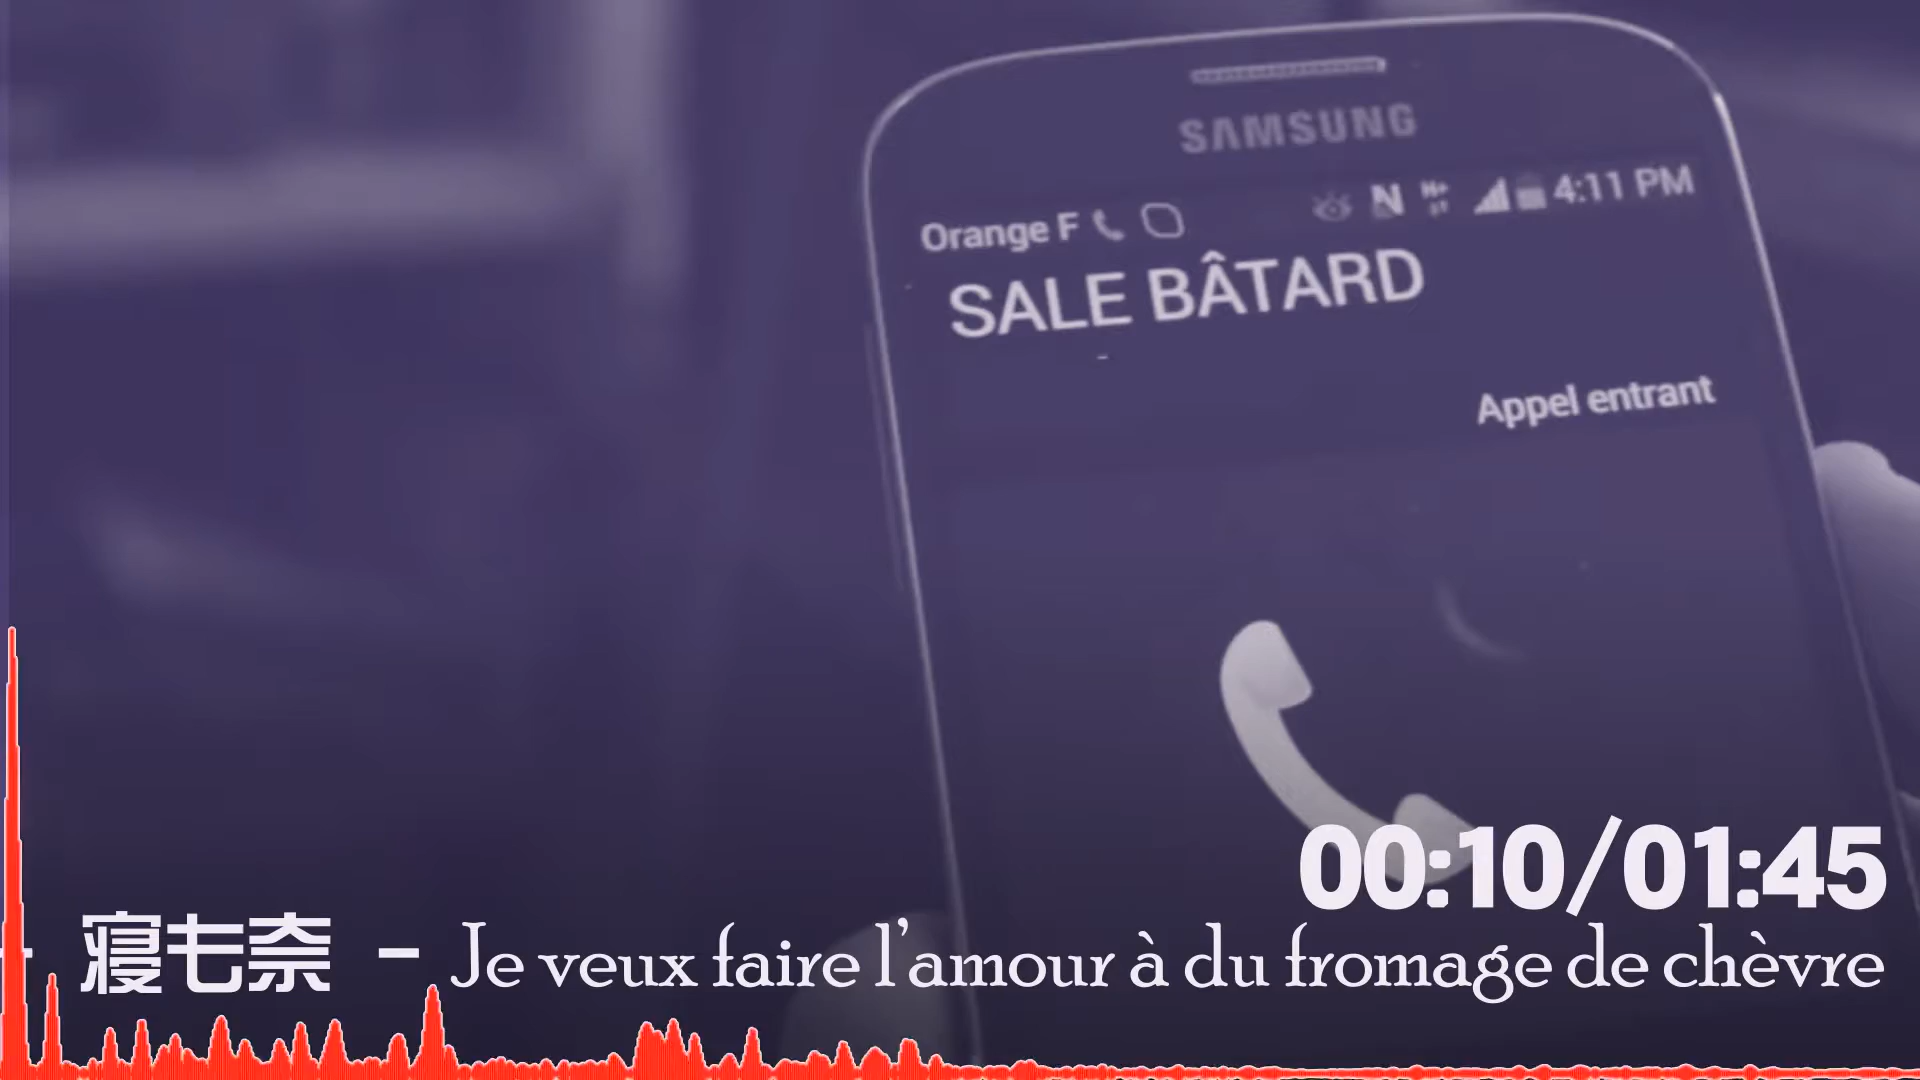 SAMSUNG
Orange F 4:11 PM
SALE BÂTARD
Appel entrant
00:10/01:45
- 寝七奈 - Je veux faire l'amour à du fromage de chèvre